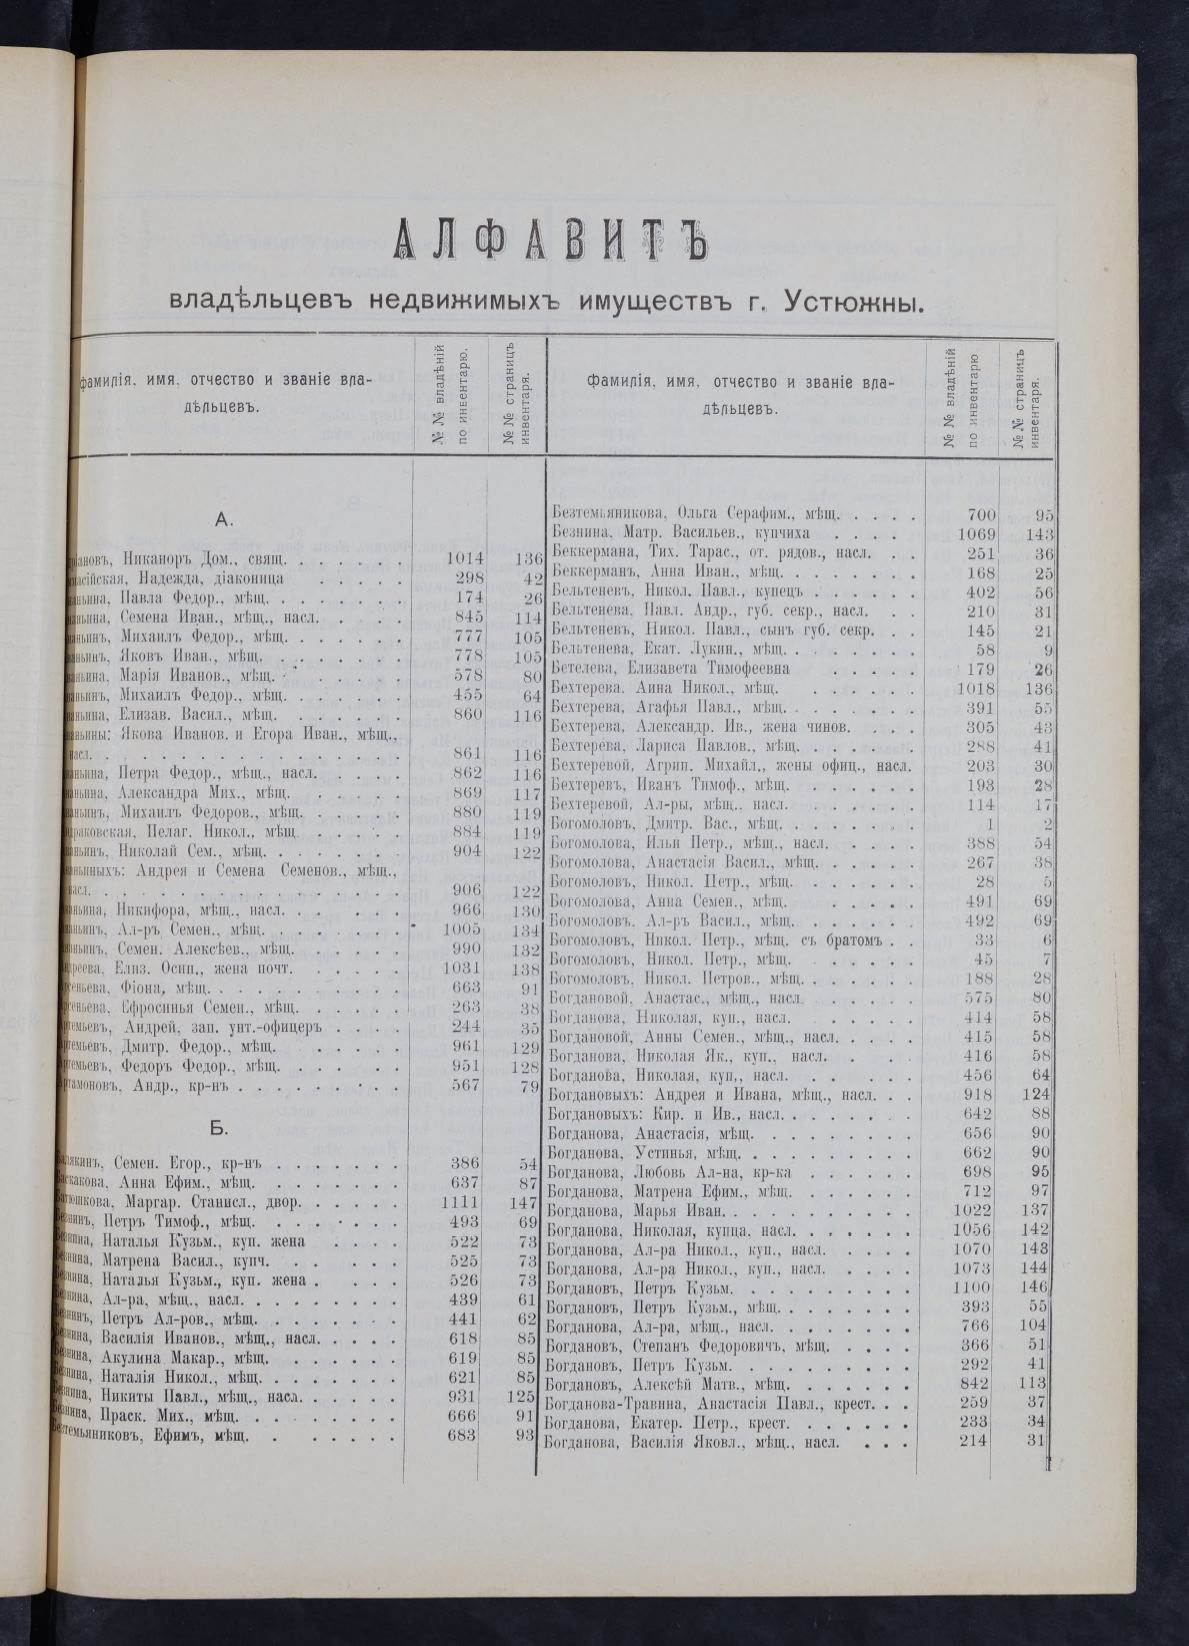 АЛФАВИТЪ
владѣльцевъ недвижимыхъ имуществъ г. Устюжны.
фамилія, имя, отчество и званіе вла-
дѣльцевъ.
№№ владѣній
по инвентарю.
№№ страницъ
инвентаря.
А.
Никаноръ Дом., свящ. 1014 136
Надежда, діаконица 298 42
Павла Федор., мѣщ. 174 26
Семена Иван., мѣщ., насл. 845 114
Михаилъ Федор., мѣщ. 777 105
Яковъ Иван., мѣщ. 778 105
Марія Иванов., мѣщ. 578 80
Михаилъ Федор., мѣщ. 455 64
Елизав. Васил., мѣщ. 860 116
Якова Иванов. и Егора Иван., мѣщ.,
насл. 861 116
Петра Федор., мѣщ., насл. 862 116
Александра Мих., мѣщ. 869 117
Михаилъ Федоров., мѣщ. 880 119
Пелаг. Никол., мѣщ. 884 119
Николай Сем., мѣщ. 904 122
Андрея и Семена Семенов., мѣщ.,
насл. 906 122
Никифора, мѣщ., насл. 966 130
Ал-ръ Семен., мѣщ. 1005 134
Семен. Алексѣев., мѣщ. 990 132
Елиз. Осип., жена почт. 1031 138
Фіона, мѣщ. 663 91
Ефросинья Семен., мѣщ. 263 38
Андрей, зап. унт.-офицеръ 244 35
Дмитр. Федор., мѣщ. 961 129
Федоръ Федор., мѣщ. 951 128
Артамоновъ, Андр., кр-нъ 567 79
Б.
Семен. Егор., кр-нъ 386 54
Анна Ефим., мѣщ. 637 87
Маргар. Станисл., двор. 1111 147
Безнинъ, Петръ Тимоф., мѣщ. 493 69
Безнина, Наталья Кузьм., куп. жена 522 73
Безнина, Матрена Васил., купч. 525 73
Безнина, Наталья Кузьм., куп. жена 526 73
Безнина, Ал-ра, мѣщ., насл. 439 61
Безнинъ, Петръ Ал-ров., мѣщ. 441 62
Безнина, Василія Иванов., мѣщ., насл. 618 85
Безнина, Акулина Макар., мѣщ. 619 85
Безнина, Наталія Никол., мѣщ. 621 85
Безнина, Никиты Павл., мѣщ., насл. 931 125
Безнина, Праск. Мих., мѣщ. 666 91
Безтемьяниковъ, Ефимъ, мѣщ. 683 93
фамилія, имя, отчество и званіе вла-
дѣльцевъ.
№№ владѣній
по инвентарю
№№ страницъ
инвентаря.
Безтемьяникова, Ольга Серафим., мѣщ. 700 95
Безнина, Матр. Васильев., купчиха 1069 143
Беккермана, Тих. Тарас., от. рядов., насл. 251 36
Беккерманъ, Анна Иван., мѣщ. 168 25
Бельтеневъ, Никол. Павл., купецъ 402 56
Бельтенева, Павл. Андр., губ. секр., насл. 210 31
Бельтеневъ, Никол. Павл., сынъ губ. секр. 145 21
Бельтенева, Екат. Лукин., мѣщ. 58 9
Бетелева, Елизавета Тимофеевна 179 26
Бехтерева. Анна Никол., мѣщ. 1018 136
Бехтерева, Агафья Павл., мѣщ. 391 55
Бехтерева, Александр. Ив., жена чинов. 305 43
Бехтерева, Лариса Павлов., мѣщ. 288 41
Бехтеревой, Агрип. Михайл., жены офиц., насл. 203 30
Бехтеревъ, Иванъ Тимоф., мѣщ. 193 28
Бехтеревой, Ал-ры, мѣщ., насл. 114 17
Богомоловъ, Дмитр. Вас., мѣщ. 1 2
Богомолова, Ильи Петр., мѣщ., насл. 388 54
Богомолова, Анастасія Васил., мѣщ. 267 38
Богомоловъ, Никол. Петр., мѣщ. 28 5
Богомолова, Анна Семен., мѣщ. 491 69
Богомоловъ, Ал-ръ Васил., мѣщ. 492 69
Богомоловъ, Никол. Петр., мѣщ. съ братомъ 33 6
Богомоловъ, Никол. Петр., мѣщ. 45 7
Богомоловъ, Никол. Петров., мѣщ. 188 28
Богдановой, Анастас., мѣщ., насл. 575 80
Богданова, Николая, куп., насл. 414 58
Богдановой, Анны Семен., мѣщ., насл. 415 58
Богданова, Николая Як., куп., насл. 416 58
Богданова, Николая, куп,, насл. 456 64
Богдановыхъ: Андрея и Ивана, мѣщ., насл. 918 124
Богдановыхъ: Кир. и Ив., насл. 642 88
Богданова, Анастасія, мѣщ. 656 90
Богданова, Устинья, мѣщ. 662 90
Богданова, Любовь Ал-на, кр-ка 698 95
Богданова, Матрена Ефим., мѣщ. 712 97
Богданова, Марья Иван. 1022 137
Богданова, Николая, купца, насл. 1056 142
Богданова, Ал-ра Никол., куп., насл. 1070 143
Богданова, Ал-ра Никол., куп., насл. 1073 144
Богдановъ, Петръ Кузьм. 1100 146
Богдановъ, Петръ Кузьм., мѣщ. 393 55
Богданова, Ал-ра, мѣщ., насл. 766 104
Богдановъ, Степанъ Федоровичъ, мѣщ. 366 51
Богдановъ, Петръ Кузьм. 292 41
Богдановъ, Алексѣй Матв., мѣщ. 842 113
Богданова-Травина, Анастасія Павл., крест. 259 37
Богданова, Екатер. Петр., крест. 233 34
Богданова, Василія Яковл., мѣщ., насл. 214 31